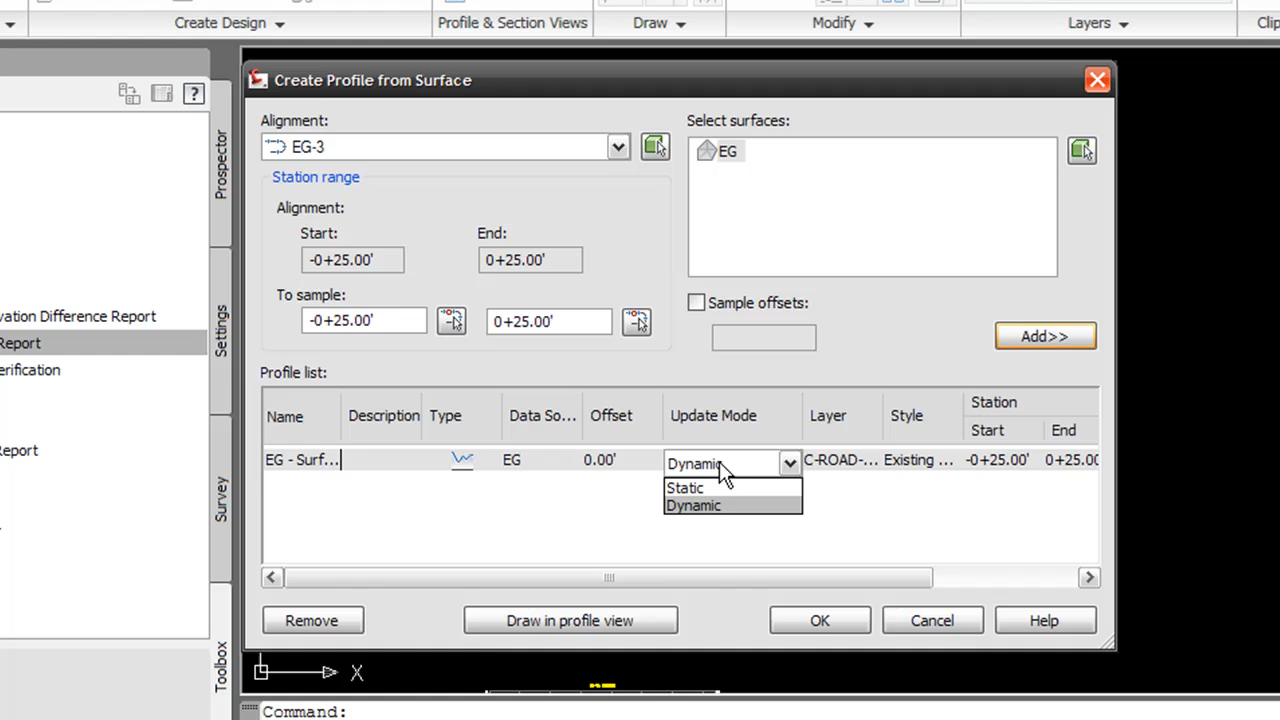 Create Design
Profile & Section Views
Draw
Modify
Layers
Clip
Create Profile from Surface
?
Prospector
Settings
Survey
Toolbox
vation Difference Report
Report
erification
Report
Alignment:
EG-3
Station range
Alignment:
Start:
End:
-0+25.00'
0+25.00'
To sample:
-0+25.00'
0+25.00'
Select surfaces:
EG
Sample offsets:
Add>>
Profile list:
Name
Description
Type
Data So...
Offset
Update Mode
Layer
Style
Station
Start
End
EG - Surf...
EG
0.00'
Dynamic
C-ROAD-...
Existing ...
-0+25.00'
0+25.00
Static
Dynamic
Remove
Draw in profile view
OK
Cancel
Help
X
Command: